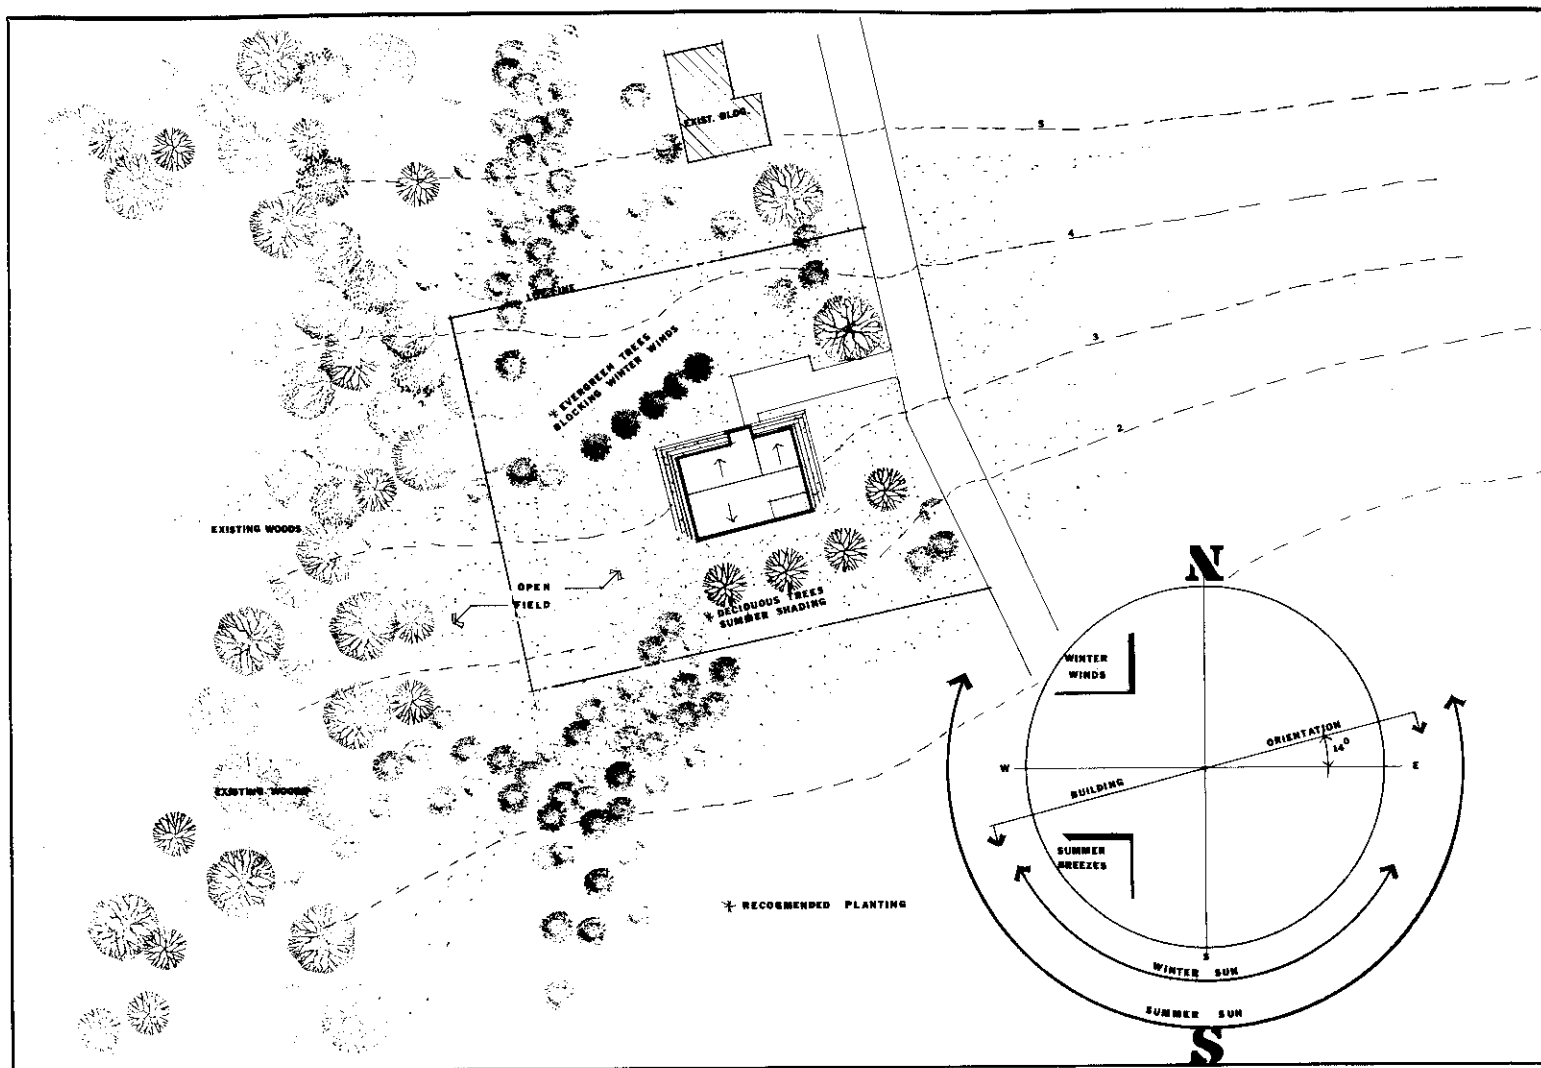 EXIST. BLDG.
5
4
LOT LINE
3
* EVERGREEN TREES
BLOCKING WINTER WINDS
2
EXISTING WOODS
OPEN
FIELD
* DECIDUOUS TREES
SUMMER SHADING
EXISTING WOODS
* RECOGMENDED PLANTING
N
WINTER
WINDS
ORIENTATION
14°
W
E
BUILDING
SUMMER
BREEZES
S
WINTER SUN
SUMMER SUN
S